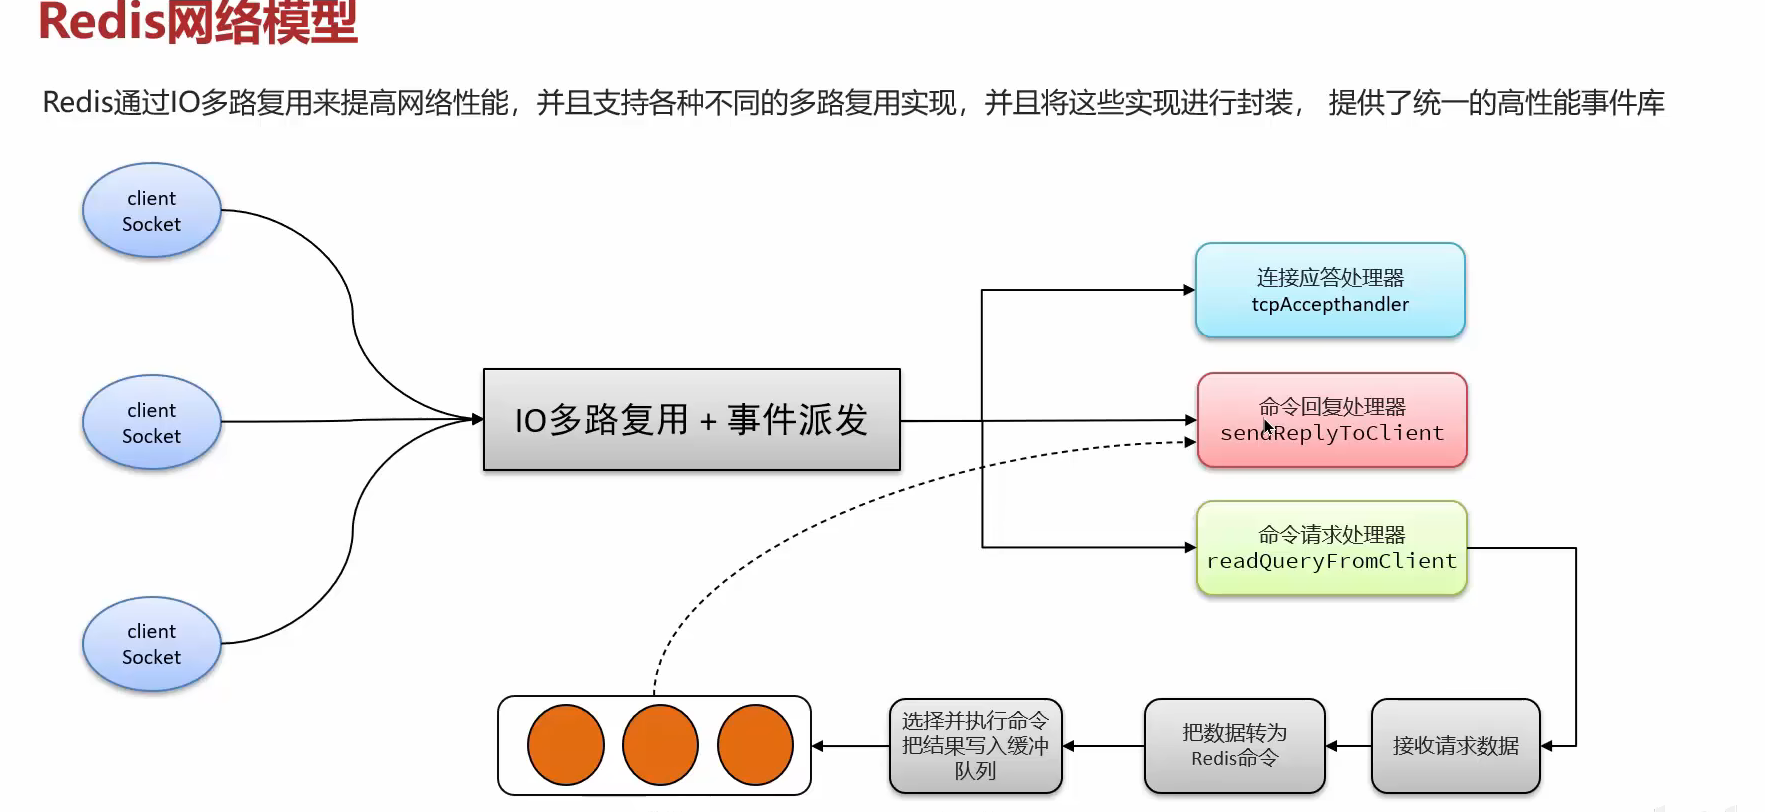 Redis网络模型
Redis通过IO多路复用来提高网络性能，并且支持各种不同的多路复用实现，并且将这些实现进行封装， 提供了统一的高性能事件库
client
Socket
client
Socket
client
Socket
IO多路复用 + 事件派发
连接应答处理器
tcpAccepthandler
命令回复处理器
sendReplyToClient
命令请求处理器
readQueryFromClient
选择并执行命令
把结果写入缓冲
队列
把数据转为
Redis命令
接收请求数据